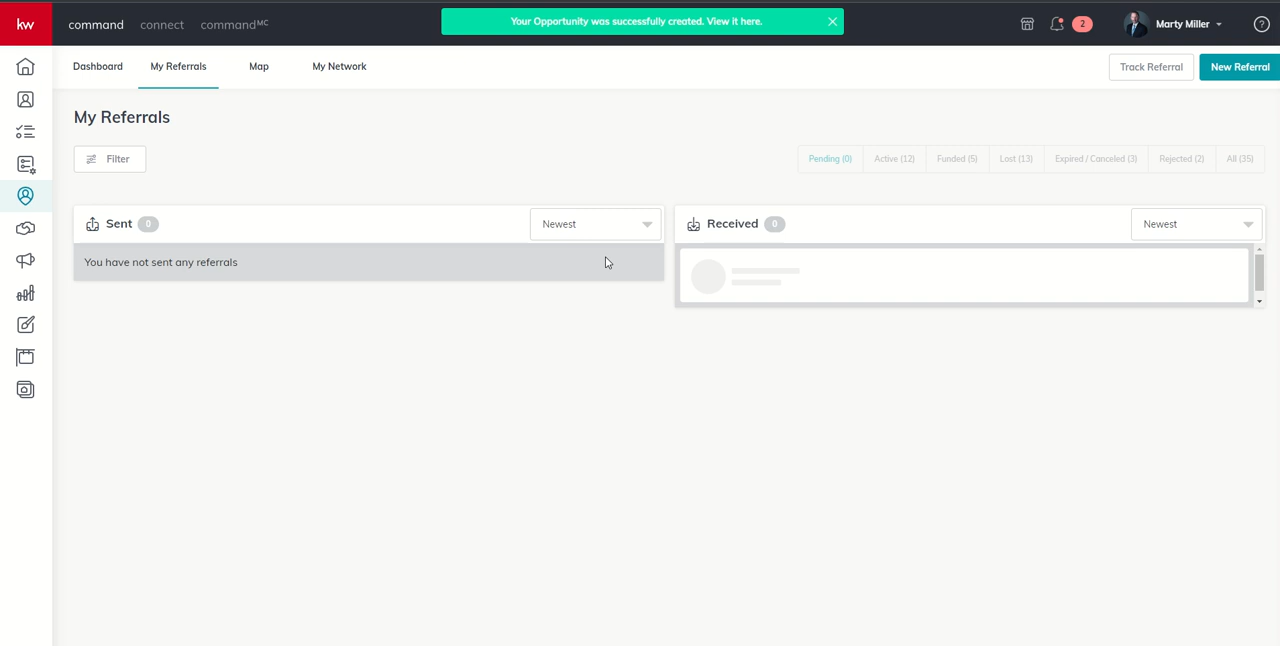 kw command connect command MC Your Opportunity was successfully created. View it here. 2 Marty Miller ?
Dashboard My Referrals Map My Network Track Referral New Referral
My Referrals
Filter Pending (0) Active (12) Funded (5) Lost (13) Expired / Canceled (3) Rejected (2) All (35)
Sent 0 Newest Received 0 Newest
You have not sent any referrals